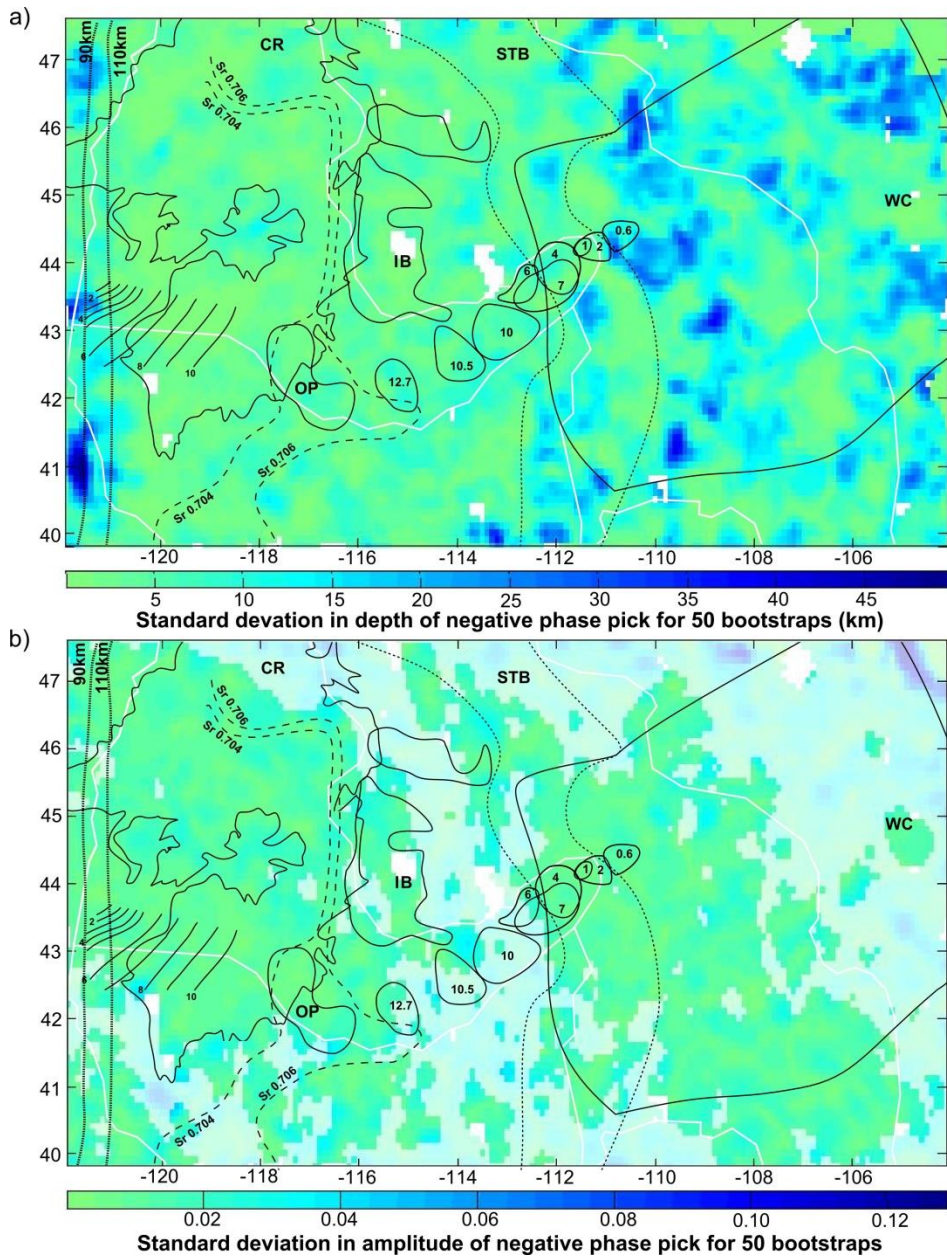 a)
90km
110km
CR
STB
47
Sr 0.706
Sr 0.704
46
45
WC
44
IB
4
1
2
0.6
6
7
2
43
4
10
6
8
10
10.5
42
OP
12.7
41
Sr 0.706
Sr 0.704
40
-120
-118
-116
-114
-112
-110
-108
-106
5
10
15
20
25
30
35
40
45
Standard devation in depth of negative phase pick for 50 bootstraps (km)
b)
90km
110km
CR
STB
47
Sr 0.706
Sr 0.704
46
45
WC
44
IB
4
1
2
0.6
6
7
2
43
4
10
6
8
10
10.5
42
OP
12.7
41
Sr 0.706
Sr 0.704
40
-120
-118
-116
-114
-112
-110
-108
-106
0.02
0.04
0.06
0.08
0.10
0.12
Standard deviation in amplitude of negative phase pick for 50 bootstraps